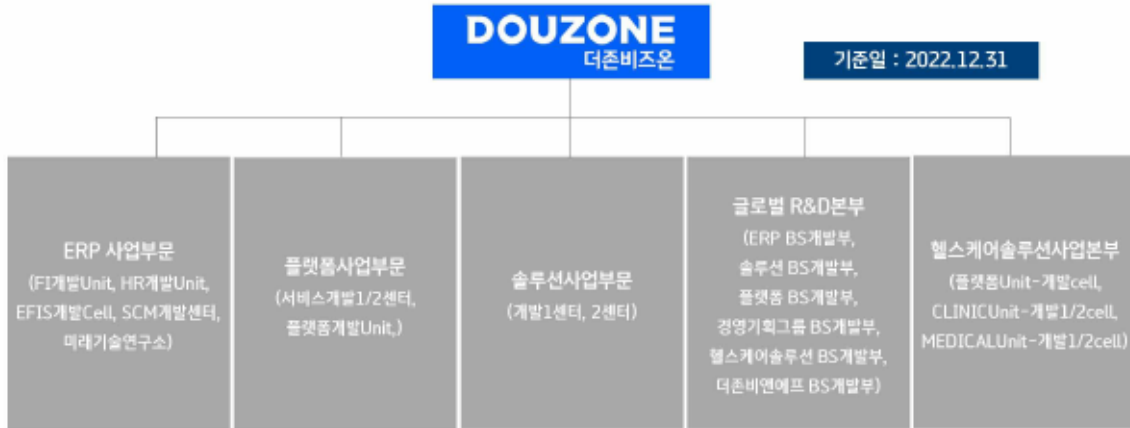 DOUZONE
더존비즈온
기준일 : 2022.12.31
ERP 사업부문
(FI개발Unit, HR개발Unit,
EFIS개발Cell, SCM개발센터,
미래기술연구소)
플랫폼사업부문
(서비스개발1/2센터,
플랫폼개발Unit,)
솔루션사업부문
(개발1센터, 2센터)
글로벌 R&D본부
(ERP BS개발부,
솔루션 BS개발부,
플랫폼 BS개발부,
경영기획그룹 BS개발부,
헬스케어솔루션 BS개발부,
더존비앤에프 BS개발부)
헬스케어솔루션사업본부
(플랫폼Unit-개발cell,
CLINICUnit-개발1/2cell,
MEDICALUnit-개발1/2cell)